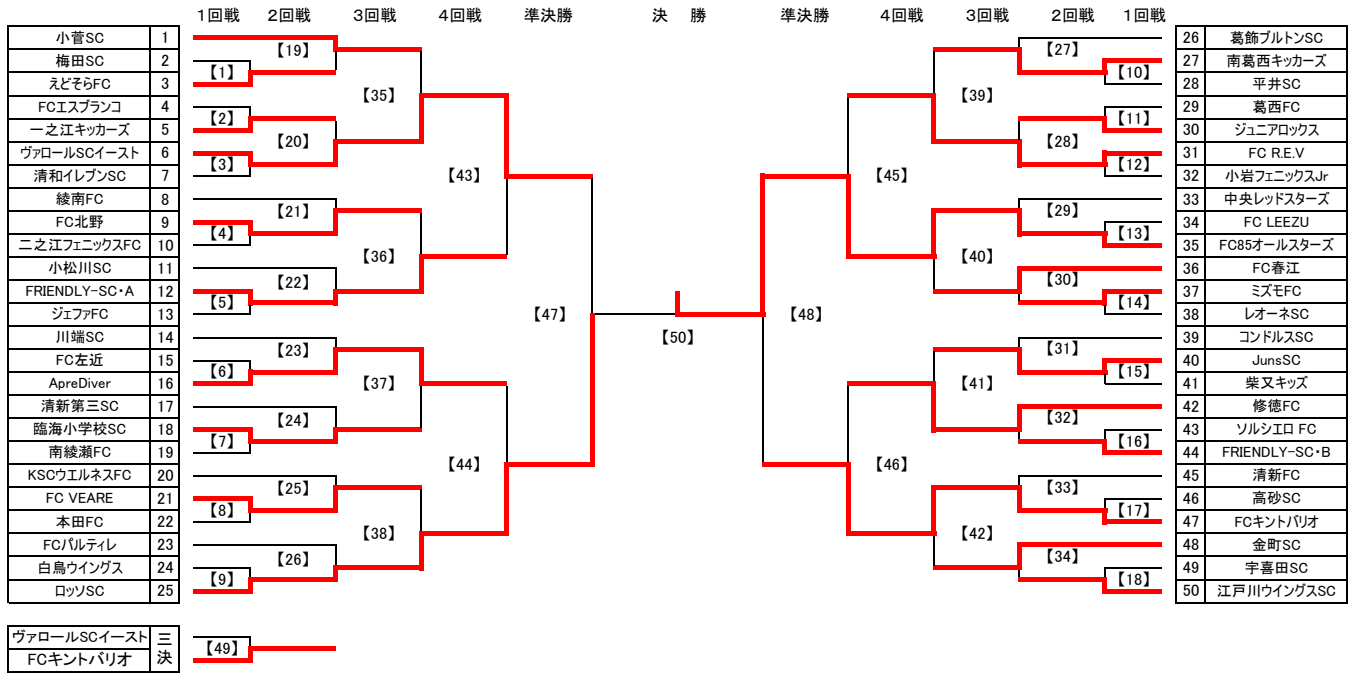 1回戦 2回戦 3回戦 4回戦 準決勝 決 勝 準決勝 4回戦 3回戦 2回戦 1回戦
小菅SC 1
梅田SC 2
えどそらFC 3
FCエスブランコ 4
一之江キッカーズ 5
ヴァロールSCイースト 6
清和イレブンSC 7
綾南FC 8
FC北野 9
二之江フェニックスFC 10
小松川SC 11
FRIENDLY-SC・A 12
ジェファFC 13
川端SC 14
FC左近 15
ApreDiver 16
清新第三SC 17
臨海小学校SC 18
南綾瀬FC 19
KSCウエルネスFC 20
FC VEARE 21
本田FC 22
FCパルティレ 23
白鳥ウイングス 24
ロッソSC 25
【1】
【2】
【3】
【4】
【5】
【6】
【7】
【8】
【9】
【19】
【20】
【21】
【22】
【23】
【24】
【25】
【26】
【35】
【36】
【37】
【38】
【43】
【44】
【47】
【50】
【48】
【45】
【46】
【39】
【40】
【41】
【42】
【27】
【28】
【29】
【30】
【31】
【32】
【33】
【34】
【10】
【11】
【12】
【13】
【14】
【15】
【16】
【17】
【18】
26 葛飾ブルトンSC
27 南葛西キッカーズ
28 平井SC
29 葛西FC
30 ジュニアロックス
31 FC R.E.V
32 小岩フェニックスJr
33 中央レッドスターズ
34 FC LEEZU
35 FC85オールスターズ
36 FC春江
37 ミズモFC
38 レオーネSC
39 コンドルスSC
40 JunsSC
41 柴又キッズ
42 修徳FC
43 ソルシエロ FC
44 FRIENDLY-SC・B
45 清新FC
46 高砂SC
47 FCキントバリオ
48 金町SC
49 宇喜田SC
50 江戸川ウイングスSC
ヴァロールSCイースト
FCキントバリオ
三決
【49】